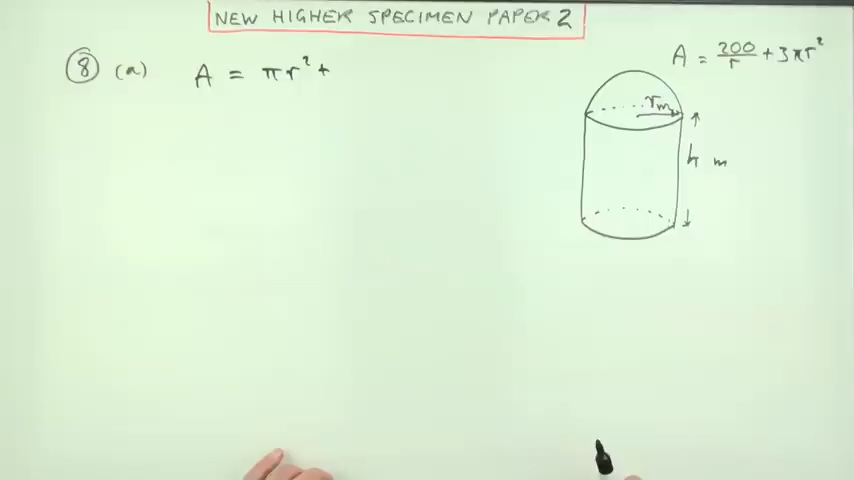 NEW HIGHER SPECIMEN PAPER 2
8 (a) A = πr² +
A = 200/r + 3πr²
r m
h m